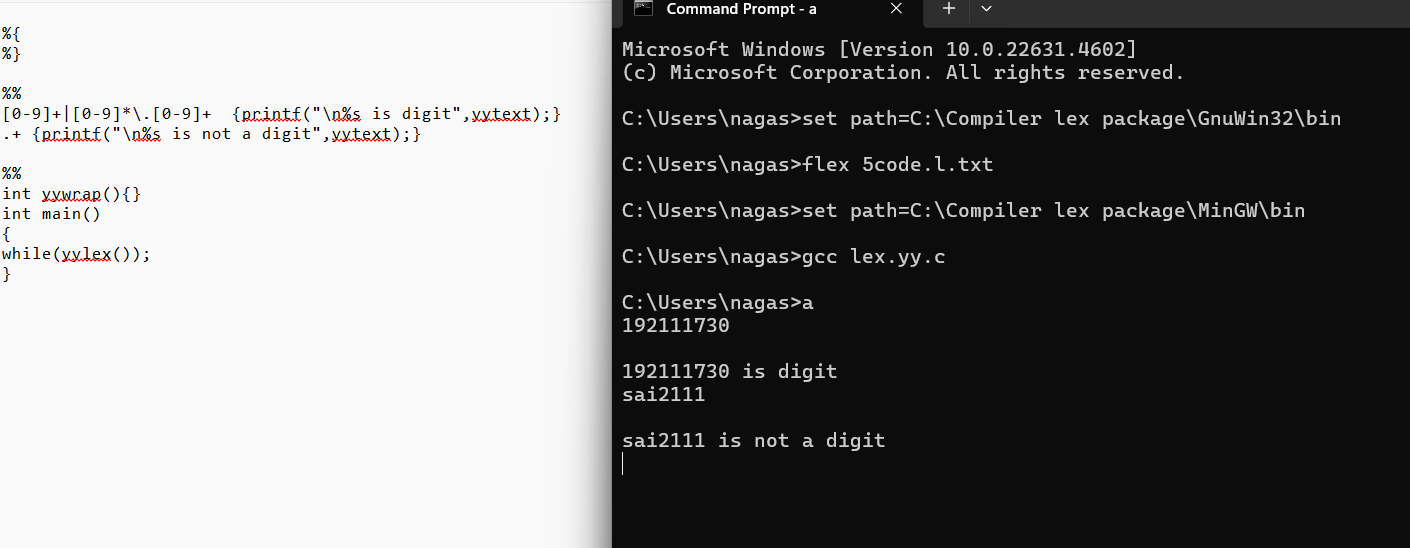 %{
%}
%%
[0-9]+|[0-9]*\.[0-9]+  {printf("\n%s is digit",yytext);}
.+ {printf("\n%s is not a digit",yytext);}
%%
int yywrap(){}
int main()
{
while(yylex());
}
Command Prompt - a
Microsoft Windows [Version 10.0.22631.4602]
(c) Microsoft Corporation. All rights reserved.
C:\Users\nagas>set path=C:\Compiler lex package\GnuWin32\bin
C:\Users\nagas>flex 5code.l.txt
C:\Users\nagas>set path=C:\Compiler lex package\MinGW\bin
C:\Users\nagas>gcc lex.yy.c
C:\Users\nagas>a
192111730
192111730 is digit
sai2111
sai2111 is not a digit